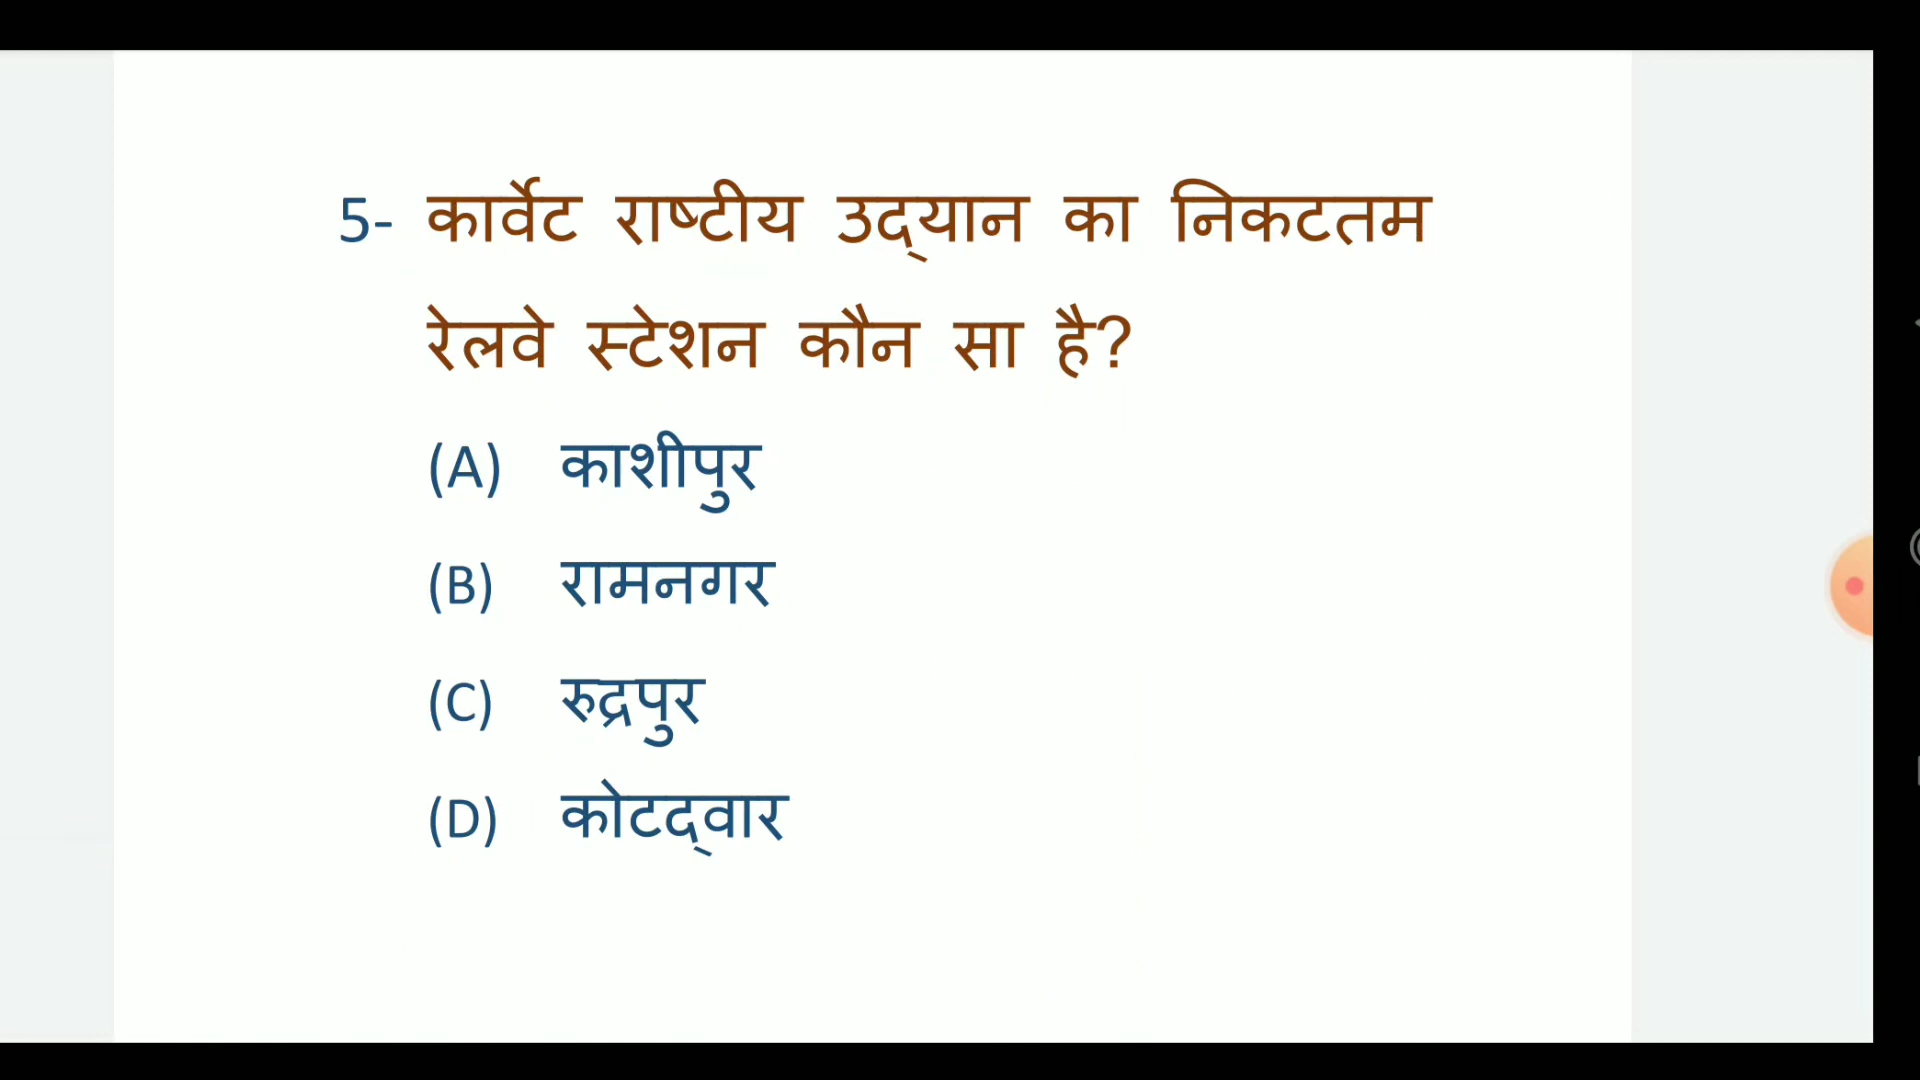 5- कार्वेट राष्टीय उद्‌यान का निकटतम
रेलवे स्टेशन कौन सा है?
(A) काशीपुर
(B) रामनगर
(C) रुद्रपुर
(D) कोटद्‌वार